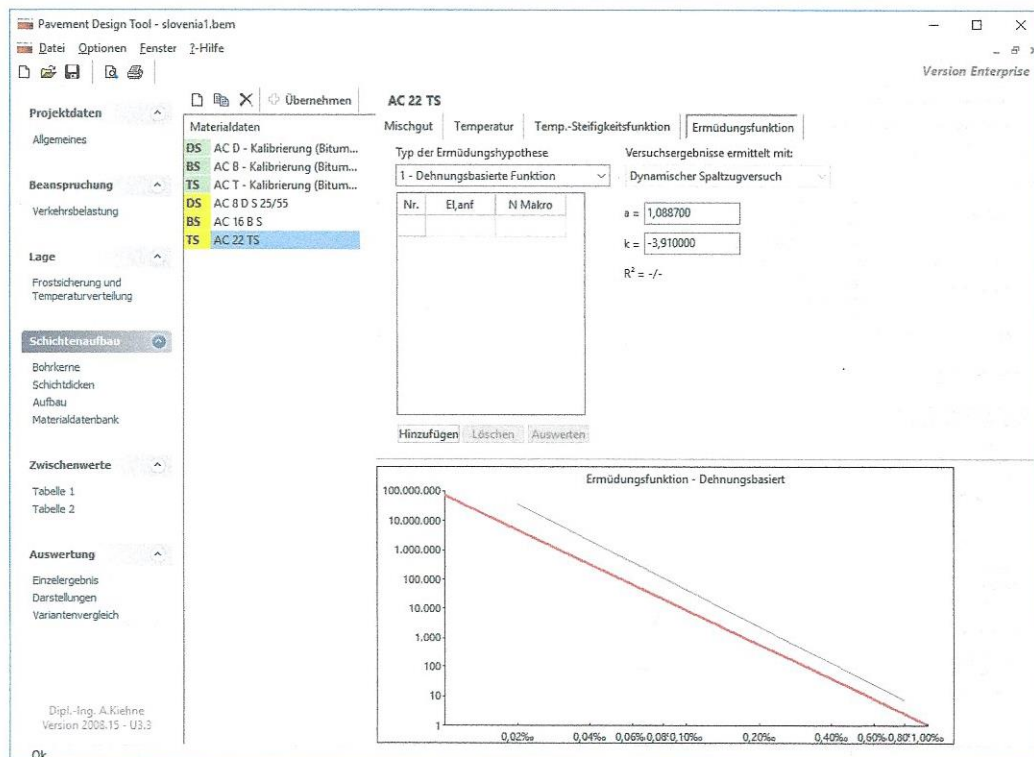 Pavement Design Tool - slovenia1.bem
Datei Optionen Fenster ?-Hilfe
Version Enterprise
Projektdaten
Allgemeines
Beanspruchung
Verkehrsbelastung
Lage
Frostsicherung und
Temperaturverteilung
Schichtenaufbau
Bohrkerne
Schichtdicken
Aufbau
Materialdatenbank
Zwischenwerte
Tabelle 1
Tabelle 2
Auswertung
Einzelergebnis
Darstellungen
Variantenvergleich
Dipl.-Ing. A.Kiehne
Version 2008.15 - U3.3
Ok
Übernehmen
Materialdaten
DS AC D - Kalibrierung (Bitum...
BS AC B - Kalibrierung (Bitum...
TS AC T - Kalibrierung (Bitum...
DS AC 8 D S 25/55
BS AC 16 B S
TS AC 22 TS
AC 22 TS
Mischgut Temperatur Temp.-Steifigkeitsfunktion Ermüdungsfunktion
Typ der Ermüdungshypothese
1 - Dehnungsbasierte Funktion
Nr. El,anf N Makro
Hinzufügen Löschen Auswerten
Versuchsergebnisse ermittelt mit:
Dynamischer Spaltzugversuch
a = 1,088700
k = -3,910000
R² = -/-
Ermüdungsfunktion - Dehnungsbasiert
100.000.000
10.000.000
1.000.000
100.000
10.000
1.000
100
10
1
0,02‰ 0,04‰ 0,06‰ 0,08‰ 0,10‰ 0,20‰ 0,40‰ 0,60‰ 0,80‰ 1,00‰